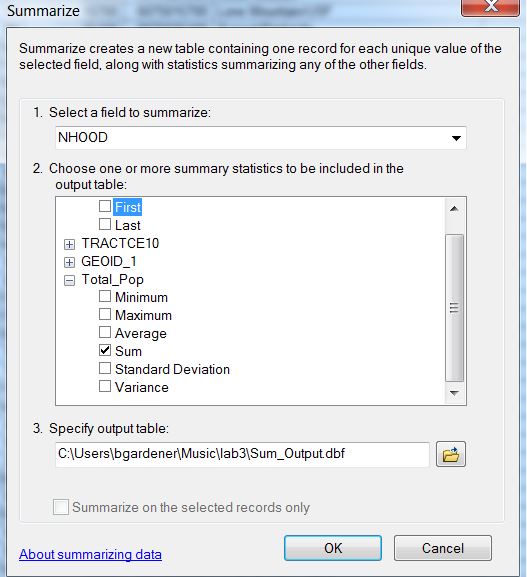 Summarize
Summarize creates a new table containing one record for each unique value of the
selected field, along with statistics summarizing any of the other fields.
1. Select a field to summarize:
NHOOD
2. Choose one or more summary statistics to be included in the
output table:
First
Last
TRACTCE10
GEOID_1
Total_Pop
Minimum
Maximum
Average
Sum
Standard Deviation
Variance
3. Specify output table:
C:\Users\bgardener\Music\lab3\Sum_Output.dbf
Summarize on the selected records only
About summarizing data
OK
Cancel